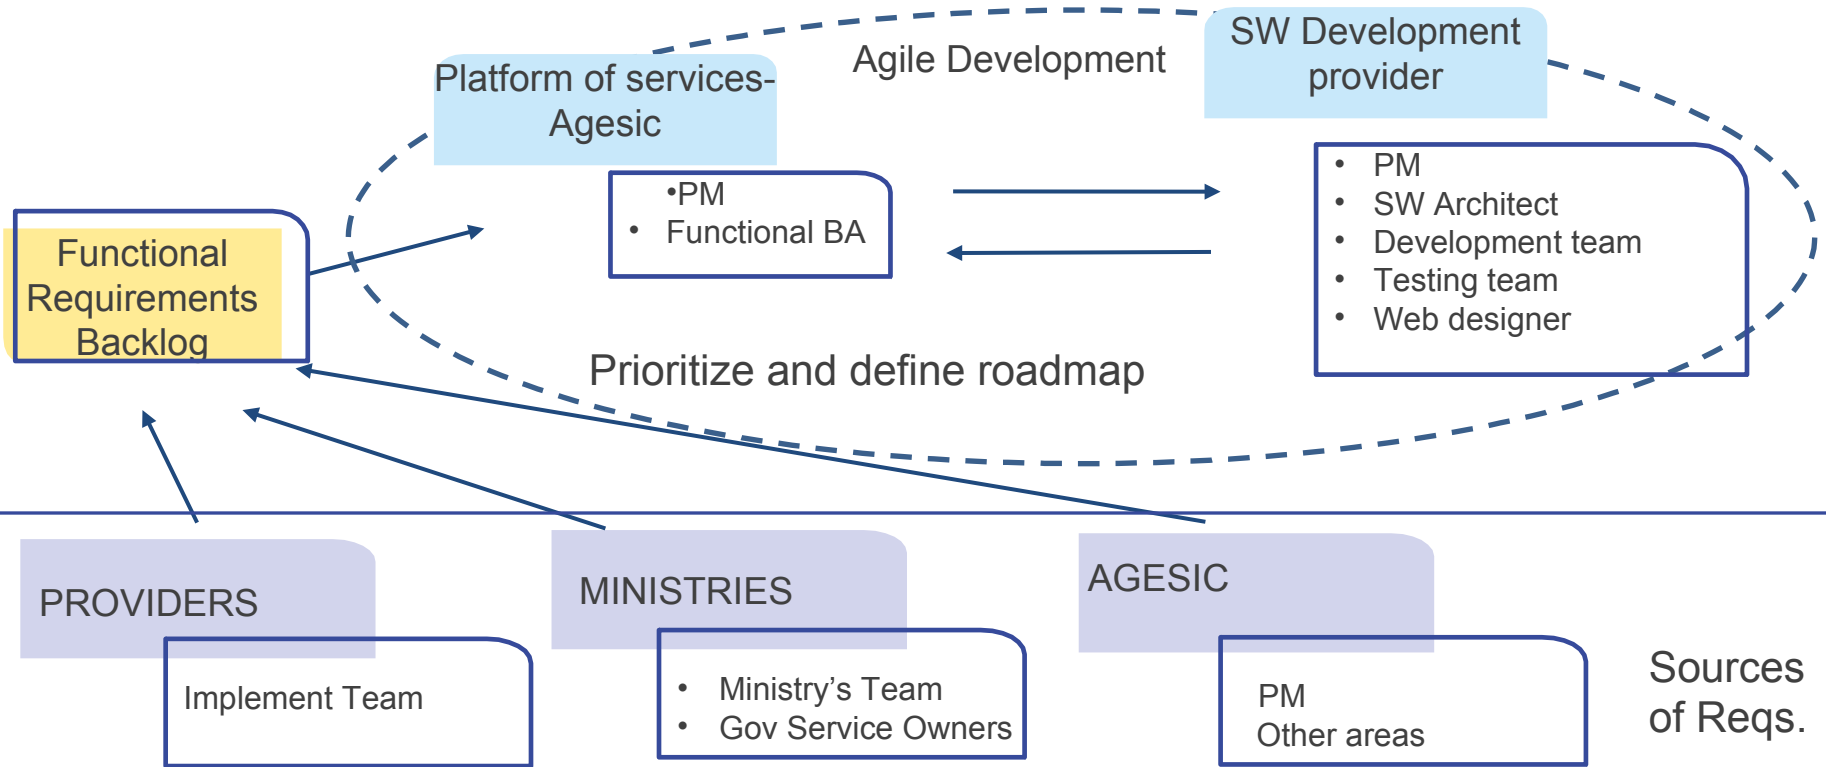 Agile Development
SW Development
provider
Platform of services-
Agesic
•PM
• Functional BA
• PM
• SW Architect
• Development team
• Testing team
• Web designer
Functional
Requirements
Backlog
Prioritize and define roadmap
PROVIDERS
Implement Team
MINISTRIES
• Ministry’s Team
• Gov Service Owners
AGESIC
PM
Other areas
Sources
of Reqs.